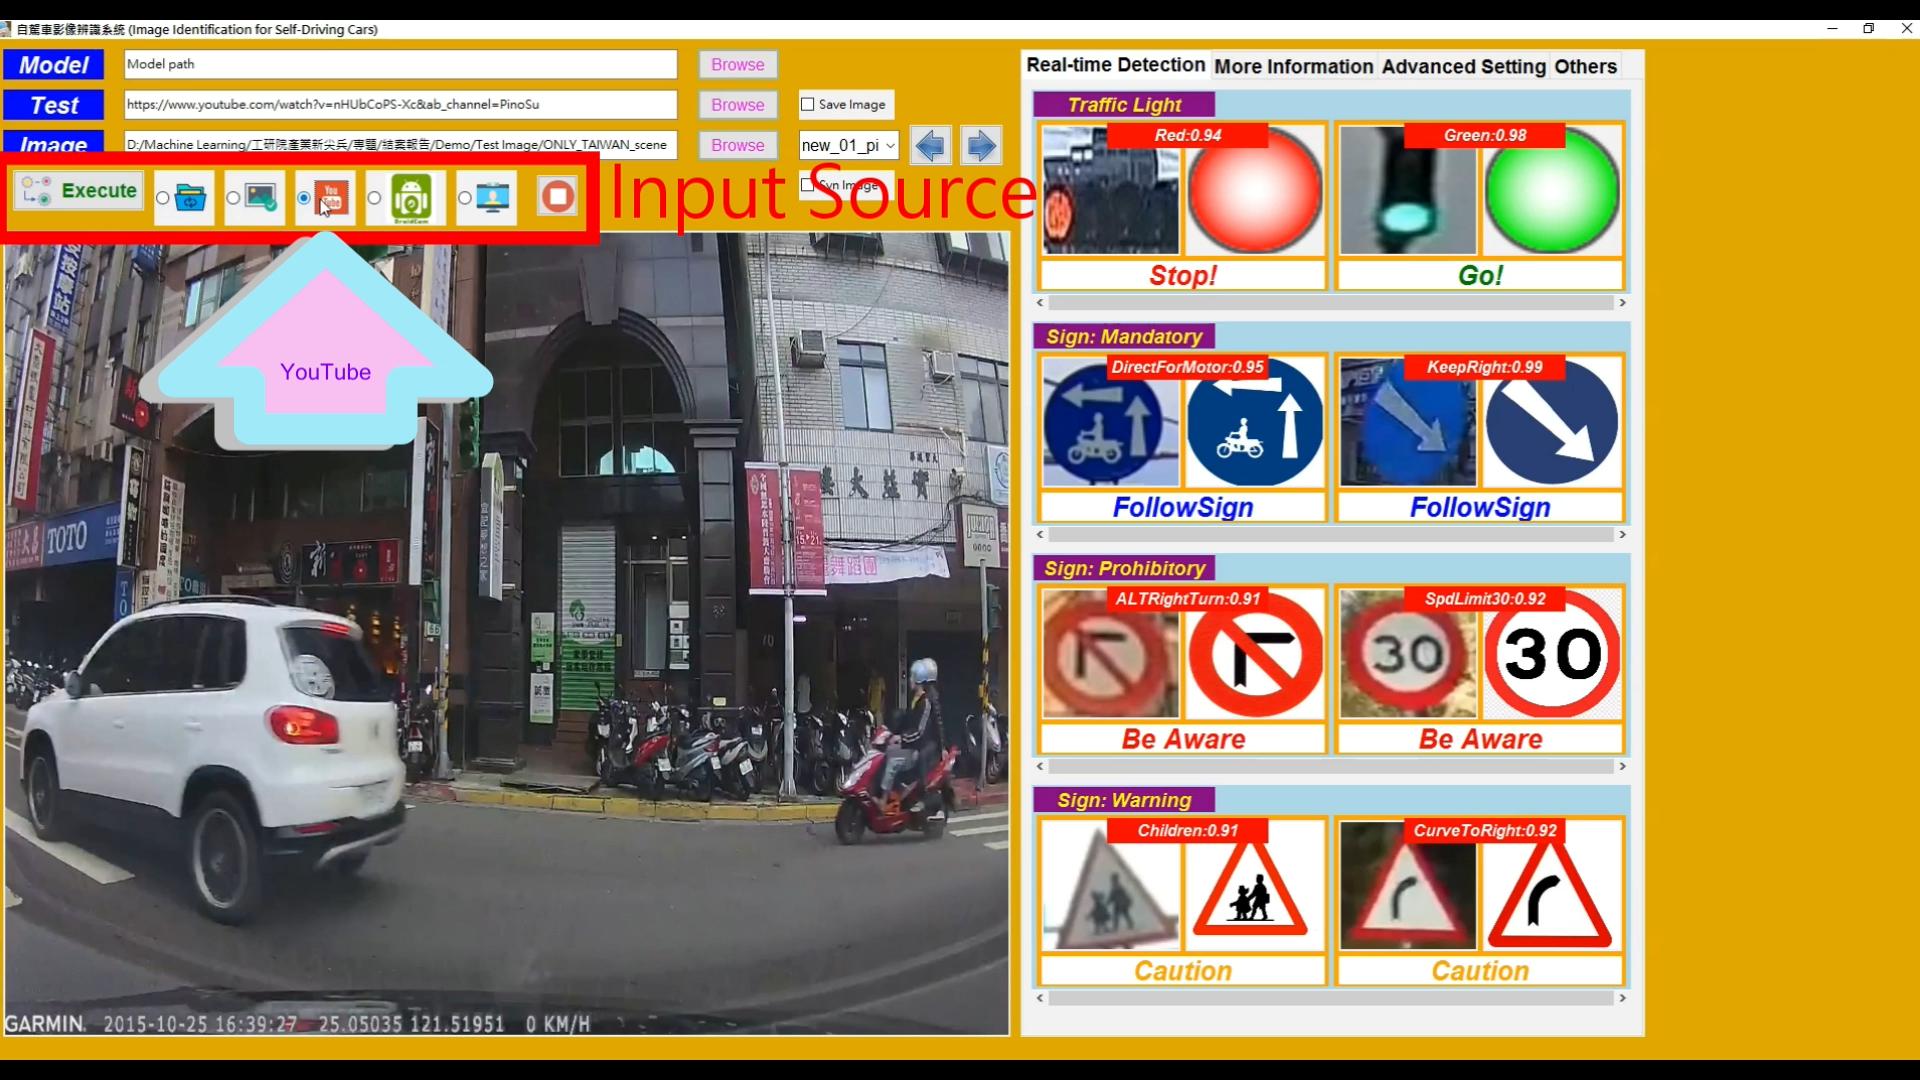 自駕車影像辨識系統 (Image Identification for Self-Driving Cars)
Model
Model path
Browse
Test
https://www.youtube.com/watch?v=nHUbCoPS-Xc&ab_channel=PinoSu
Browse
Save Image
Image
D:/Machine Learning/工研院產業新尖兵/專題/結案報告/Demo/Test Image/ONLY_TAIWAN_scene
Browse
new_01_pi
Execute
You
Tube
DroidCam
Input Source
Syn Image
YouTube
TOTO
新
GARMIN 2015-10-25 16:39:27 25.05035 121.51951 0 KM/H
Real-time Detection More Information Advanced Setting Others
Traffic Light
Red:0.94
Green:0.98
Stop!
Go!
Sign: Mandatory
DirectForMotor:0.95
KeepRight:0.99
FollowSign
FollowSign
Sign: Prohibitory
ALTRightTurn:0.91
SpdLimit30:0.92
30
30
Be Aware
Be Aware
Sign: Warning
Children:0.91
CurveToRight:0.92
Caution
Caution